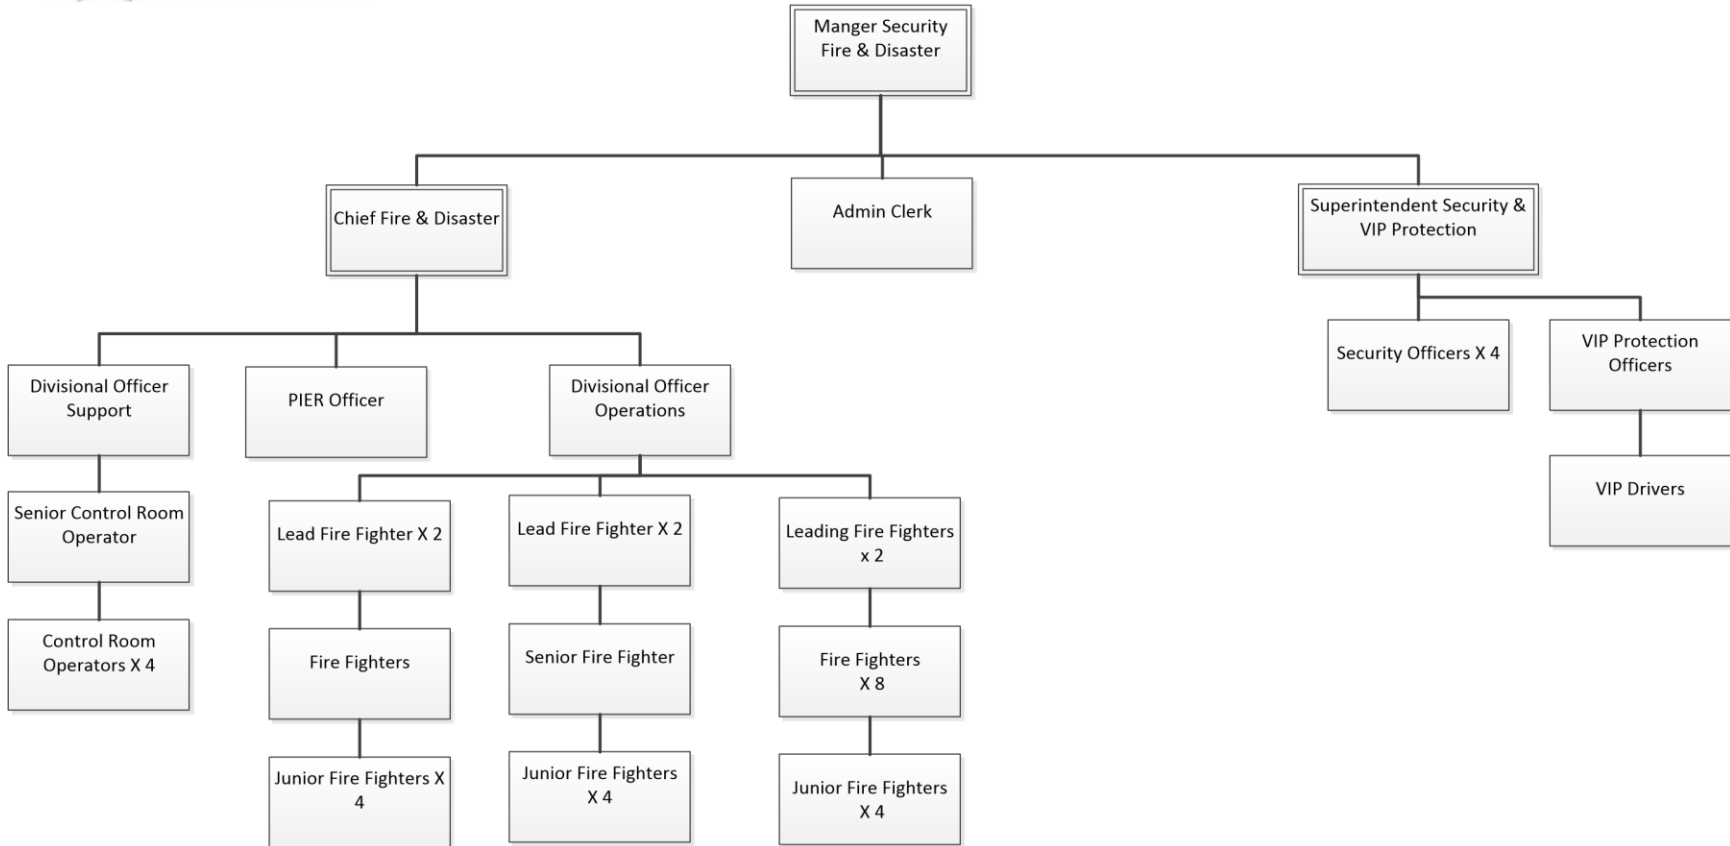 Manger Security
Fire & Disaster
Chief Fire & Disaster
Admin Clerk
Superintendent Security &
VIP Protection
Security Officers X 4
VIP Protection
Officers
VIP Drivers
Divisional Officer
Support
PIER Officer
Divisional Officer
Operations
Senior Control Room
Operator
Control Room
Operators X 4
Lead Fire Fighter X 2
Fire Fighters
Junior Fire Fighters X
4
Lead Fire Fighter X 2
Senior Fire Fighter
Junior Fire Fighters
X 4
Leading Fire Fighters
x 2
Fire Fighters
X 8
Junior Fire Fighters
X 4